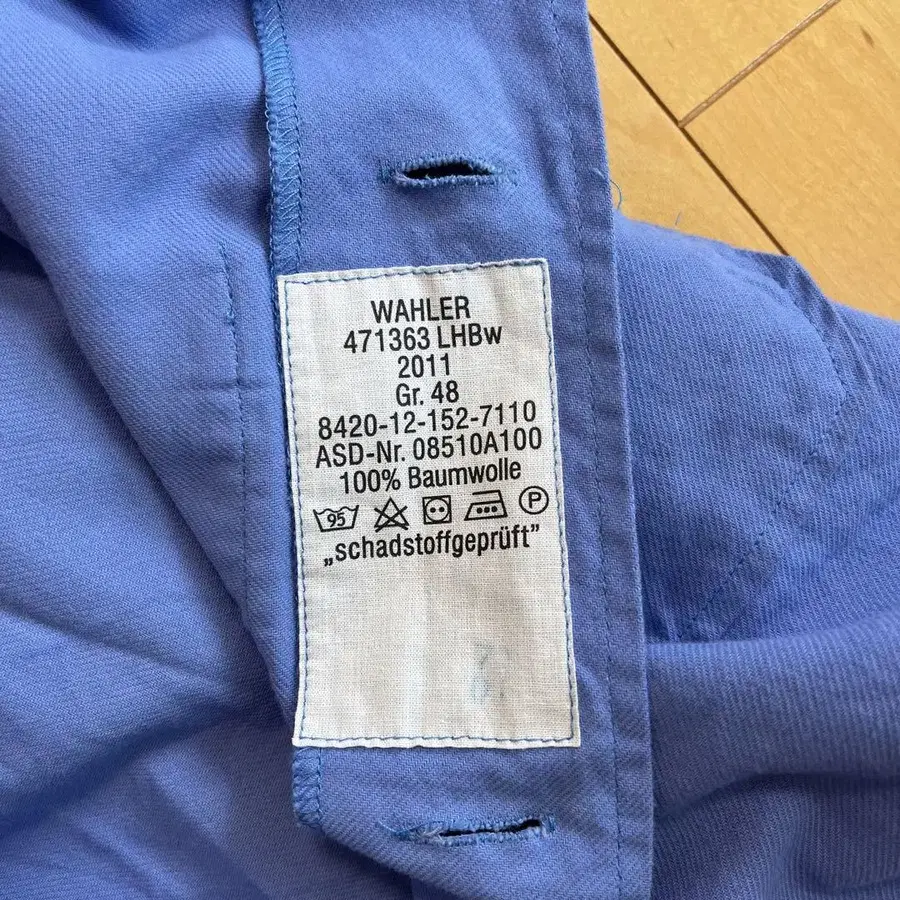 WAHLER
471363 LHBw
2011
Gr. 48
8420-12-152-7110
ASD-Nr. 08510A100
100% Baumwolle
95 P
„schadstoffgeprüft”